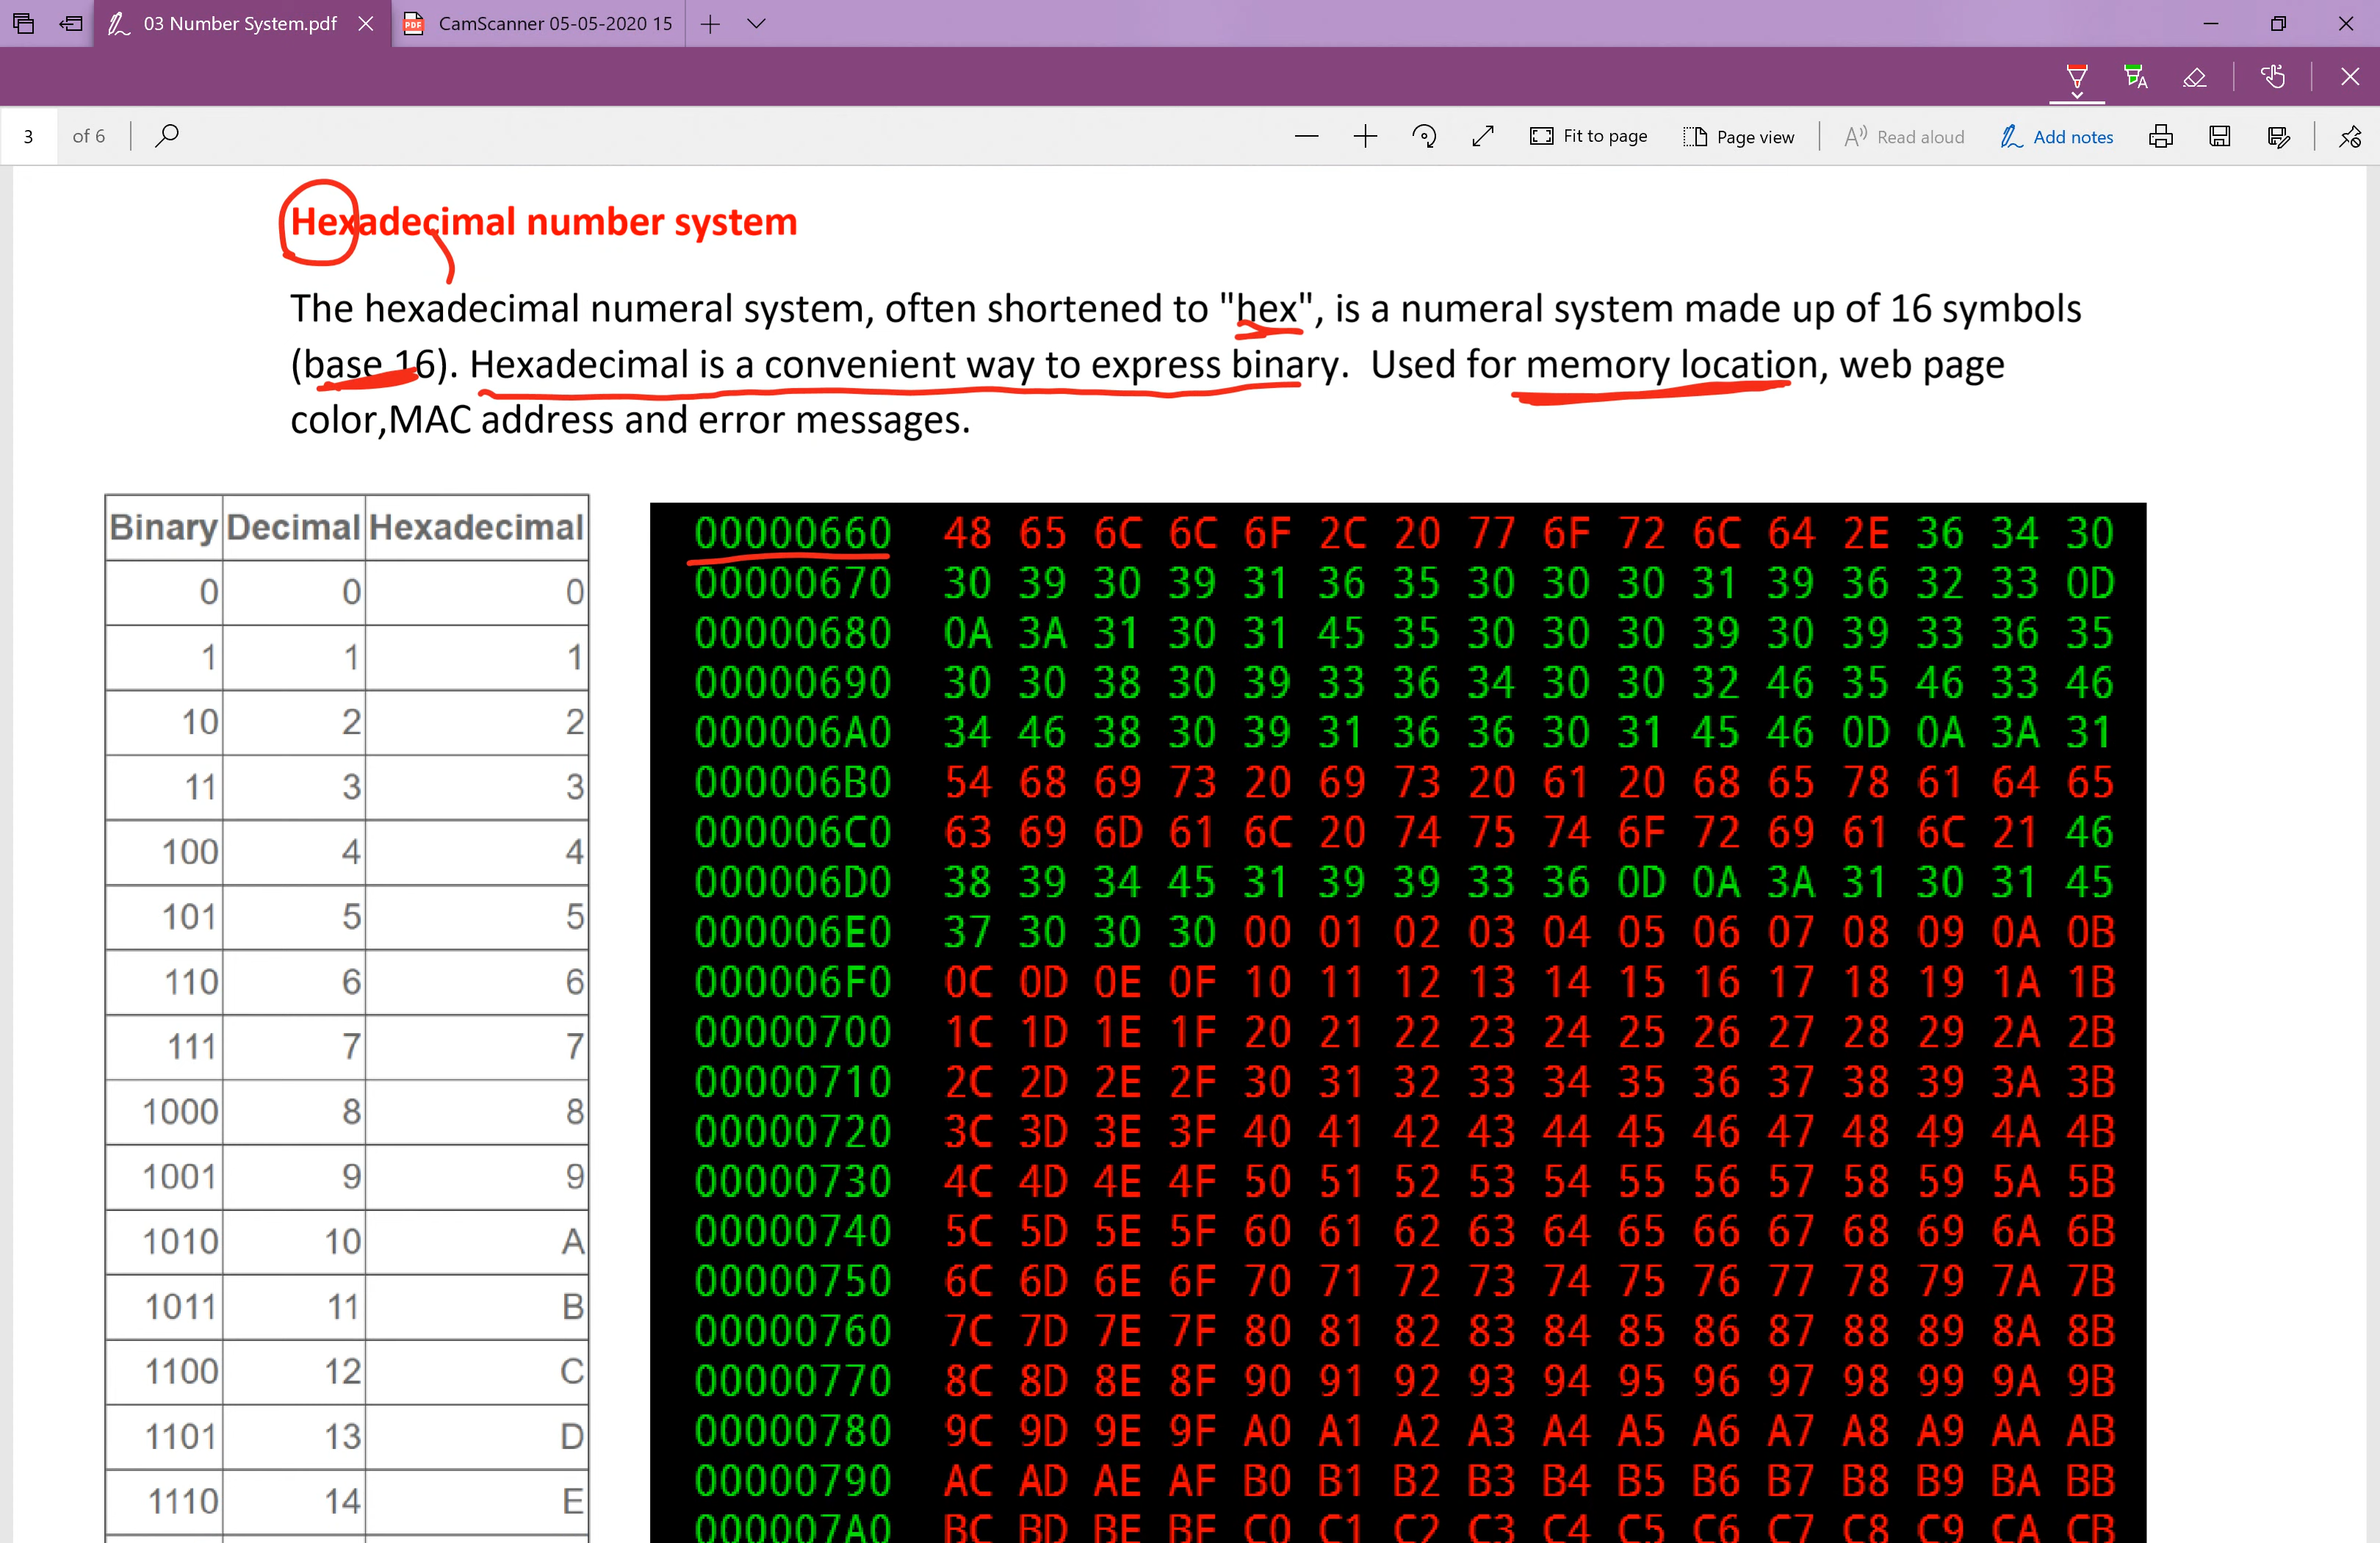 03 Number System.pdf
CamScanner 05-05-2020 15
3 of 6
Fit to page
Page view
Read aloud
Add notes
Hexadecimal number system
The hexadecimal numeral system, often shortened to "hex", is a numeral system made up of 16 symbols
(base 16). Hexadecimal is a convenient way to express binary. Used for memory location, web page
color,MAC address and error messages.
Binary Decimal Hexadecimal
0 0 0
1 1 1
10 2 2
11 3 3
100 4 4
101 5 5
110 6 6
111 7 7
1000 8 8
1001 9 9
1010 10 A
1011 11 B
1100 12 C
1101 13 D
1110 14 E
00000660 48 65 6C 6C 6F 2C 20 77 6F 72 6C 64 2E 36 34 30
00000670 30 39 30 39 31 36 35 30 30 30 31 39 36 32 33 0D
00000680 0A 3A 31 30 31 45 35 30 30 30 39 30 39 33 36 35
00000690 30 30 38 30 39 33 36 34 30 30 32 46 35 46 33 46
000006A0 34 46 38 30 39 31 36 36 30 31 45 46 0D 0A 3A 31
000006B0 54 68 69 73 20 69 73 20 61 20 68 65 78 61 64 65
000006C0 63 69 6D 61 6C 20 74 75 74 6F 72 69 61 6C 21 46
000006D0 38 39 34 45 31 39 39 33 36 0D 0A 3A 31 30 31 45
000006E0 37 30 30 30 00 01 02 03 04 05 06 07 08 09 0A 0B
000006F0 0C 0D 0E 0F 10 11 12 13 14 15 16 17 18 19 1A 1B
00000700 1C 1D 1E 1F 20 21 22 23 24 25 26 27 28 29 2A 2B
00000710 2C 2D 2E 2F 30 31 32 33 34 35 36 37 38 39 3A 3B
00000720 3C 3D 3E 3F 40 41 42 43 44 45 46 47 48 49 4A 4B
00000730 4C 4D 4E 4F 50 51 52 53 54 55 56 57 58 59 5A 5B
00000740 5C 5D 5E 5F 60 61 62 63 64 65 66 67 68 69 6A 6B
00000750 6C 6D 6E 6F 70 71 72 73 74 75 76 77 78 79 7A 7B
00000760 7C 7D 7E 7F 80 81 82 83 84 85 86 87 88 89 8A 8B
00000770 8C 8D 8E 8F 90 91 92 93 94 95 96 97 98 99 9A 9B
00000780 9C 9D 9E 9F A0 A1 A2 A3 A4 A5 A6 A7 A8 A9 AA AB
00000790 AC AD AE AF B0 B1 B2 B3 B4 B5 B6 B7 B8 B9 BA BB
000007A0 BC BD BE BF C0 C1 C2 C3 C4 C5 C6 C7 C8 C9 CA CB